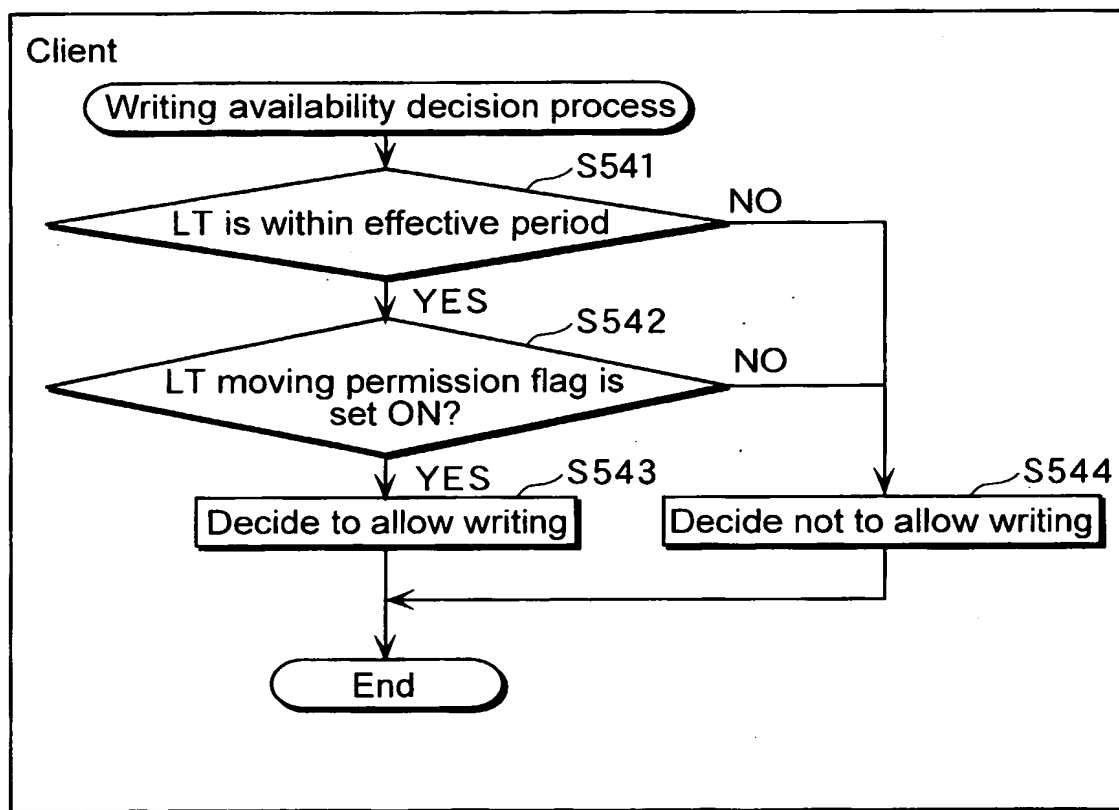 Client
Writing availability decision process
S541
LT is within effective period
NO
YES
S542
LT moving permission flag is
set ON?
NO
YES
S543
Decide to allow writing
S544
Decide not to allow writing
End